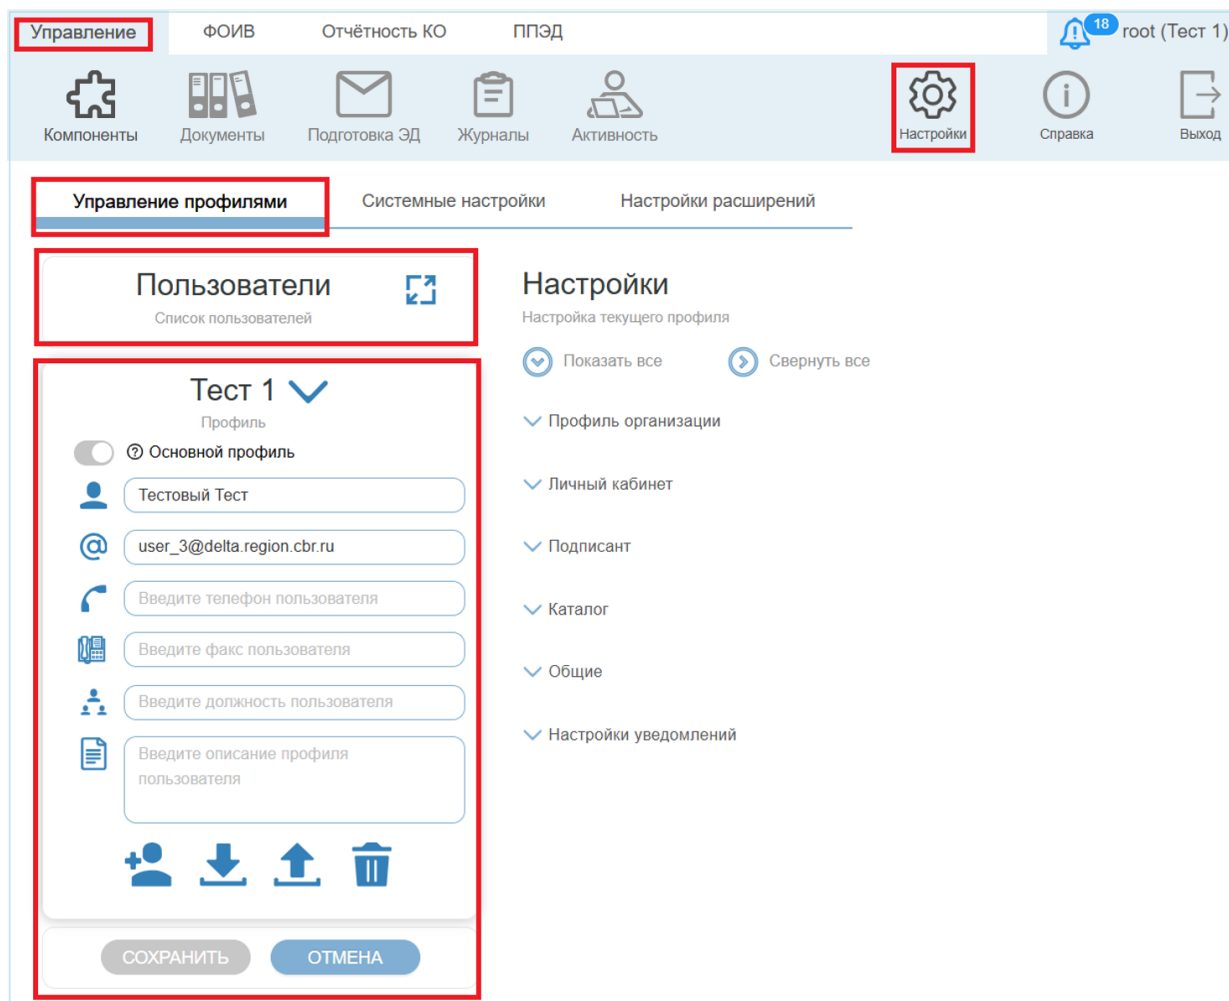 Управление ФОИВ Отчётность КО ППЭД 18 root (Тест 1)
Компоненты Документы Подготовка ЭД Журналы Активность Настройки Справка Выход
Управление профилями Системные настройки Настройки расширений
Пользователи
Список пользователей
Тест 1
Профиль
Основной профиль
Тестовый Тест
user_3@delta.region.cbr.ru
Введите телефон пользователя
Введите факс пользователя
Введите должность пользователя
Введите описание профиля
пользователя
СОХРАНИТЬ ОТМЕНА
Настройки
Настройка текущего профиля
Показать все Свернуть все
Профиль организации
Личный кабинет
Подписант
Каталог
Общие
Настройки уведомлений